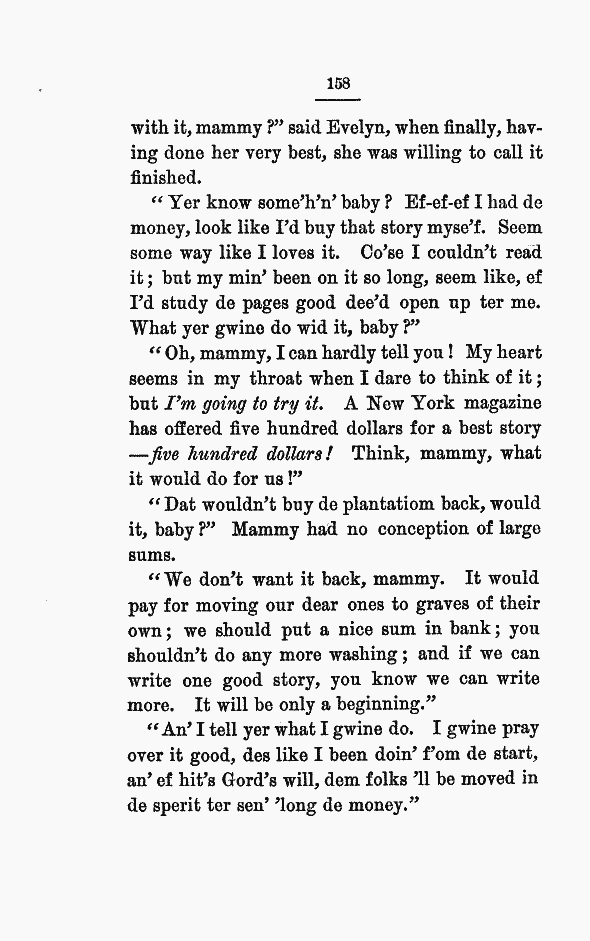 158
with it, mammy?” said Evelyn, when finally, hav-
ing done her very best, she was willing to call it
finished.
“Yer know some’h’n’ baby? Ef-ef-ef I had de
money, look like I’d buy that story myse’f. Seem
some way like I loves it. Co’se I couldn’t read
it; but my min’ been on it so long, seem like, ef
I’d study de pages good dee’d open up ter me.
What yer gwine do wid it, baby?”
“Oh, mammy, I can hardly tell you! My heart
seems in my throat when I dare to think of it;
but I’m going to try it. A New York magazine
has offered five hundred dollars for a best story
—five hundred dollars! Think, mammy, what
it would do for us!”
“Dat wouldn’t buy de plantatiom back, would
it, baby?” Mammy had no conception of large
sums.
“We don’t want it back, mammy. It would
pay for moving our dear ones to graves of their
own; we should put a nice sum in bank; you
shouldn’t do any more washing; and if we can
write one good story, you know we can write
more. It will be only a beginning.”
“An’ I tell yer what I gwine do. I gwine pray
over it good, des like I been doin’ f’om de start,
an’ ef hit’s Gord’s will, dem folks ’ll be moved in
de sperit ter sen’ ’long de money.”